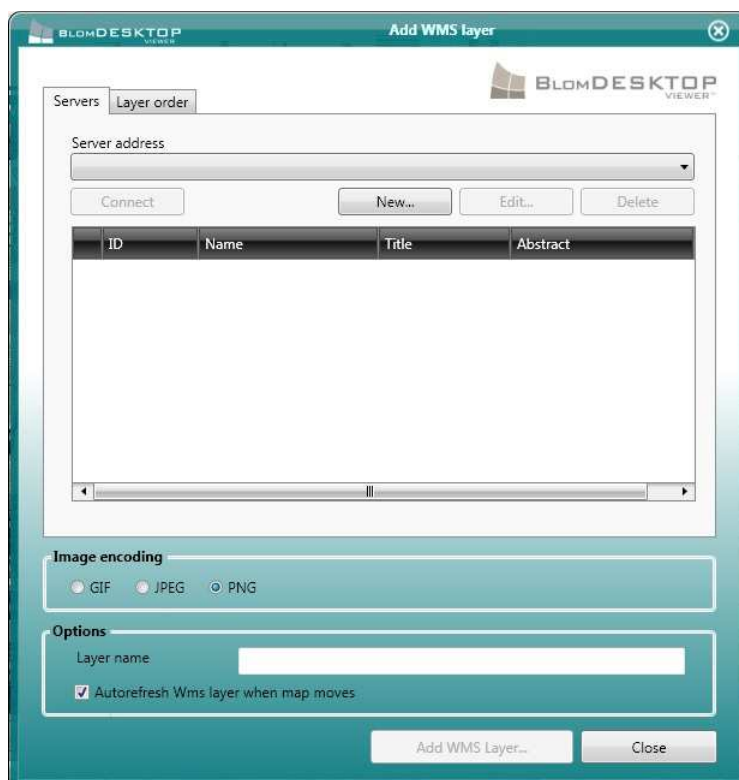 BLOMDESKTOP
VIEWER
Add WMS layer
BLOMDESKTOP
VIEWER™
Servers
Layer order
Server address
Connect
New...
Edit...
Delete
ID Name Title Abstract
Image encoding
GIF JPEG PNG
Options
Layer name
Autorefresh Wms layer when map moves
Add WMS Layer...
Close